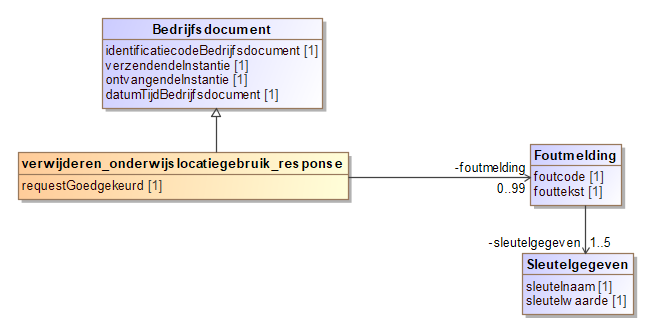 Bedrijfsdocument
identificatiecodeBedrijfsdocument [1]
verzendendeInstantie [1]
ontvangendeInstantie [1]
datumTijdBedrijfsdocument [1]
verwijderen_onderwijslocatiegebruik_response
requestGoedgekeurd [1]
-foutmelding
0..99
Foutmelding
foutcode [1]
fouttekst [1]
-sleutelgegeven 1..5
Sleutelgegeven
sleutelnaam [1]
sleutelwaarde [1]